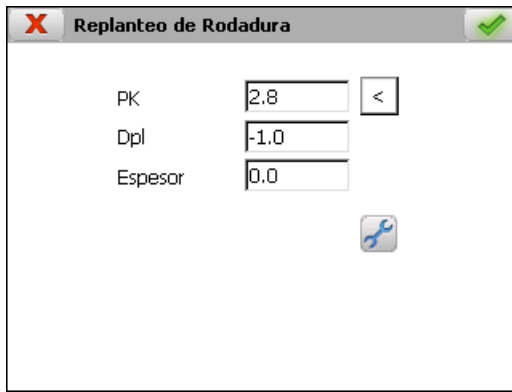 X Replanteo de Rodadura
PK 2.8 <
Dpl -1.0
Espesor 0.0